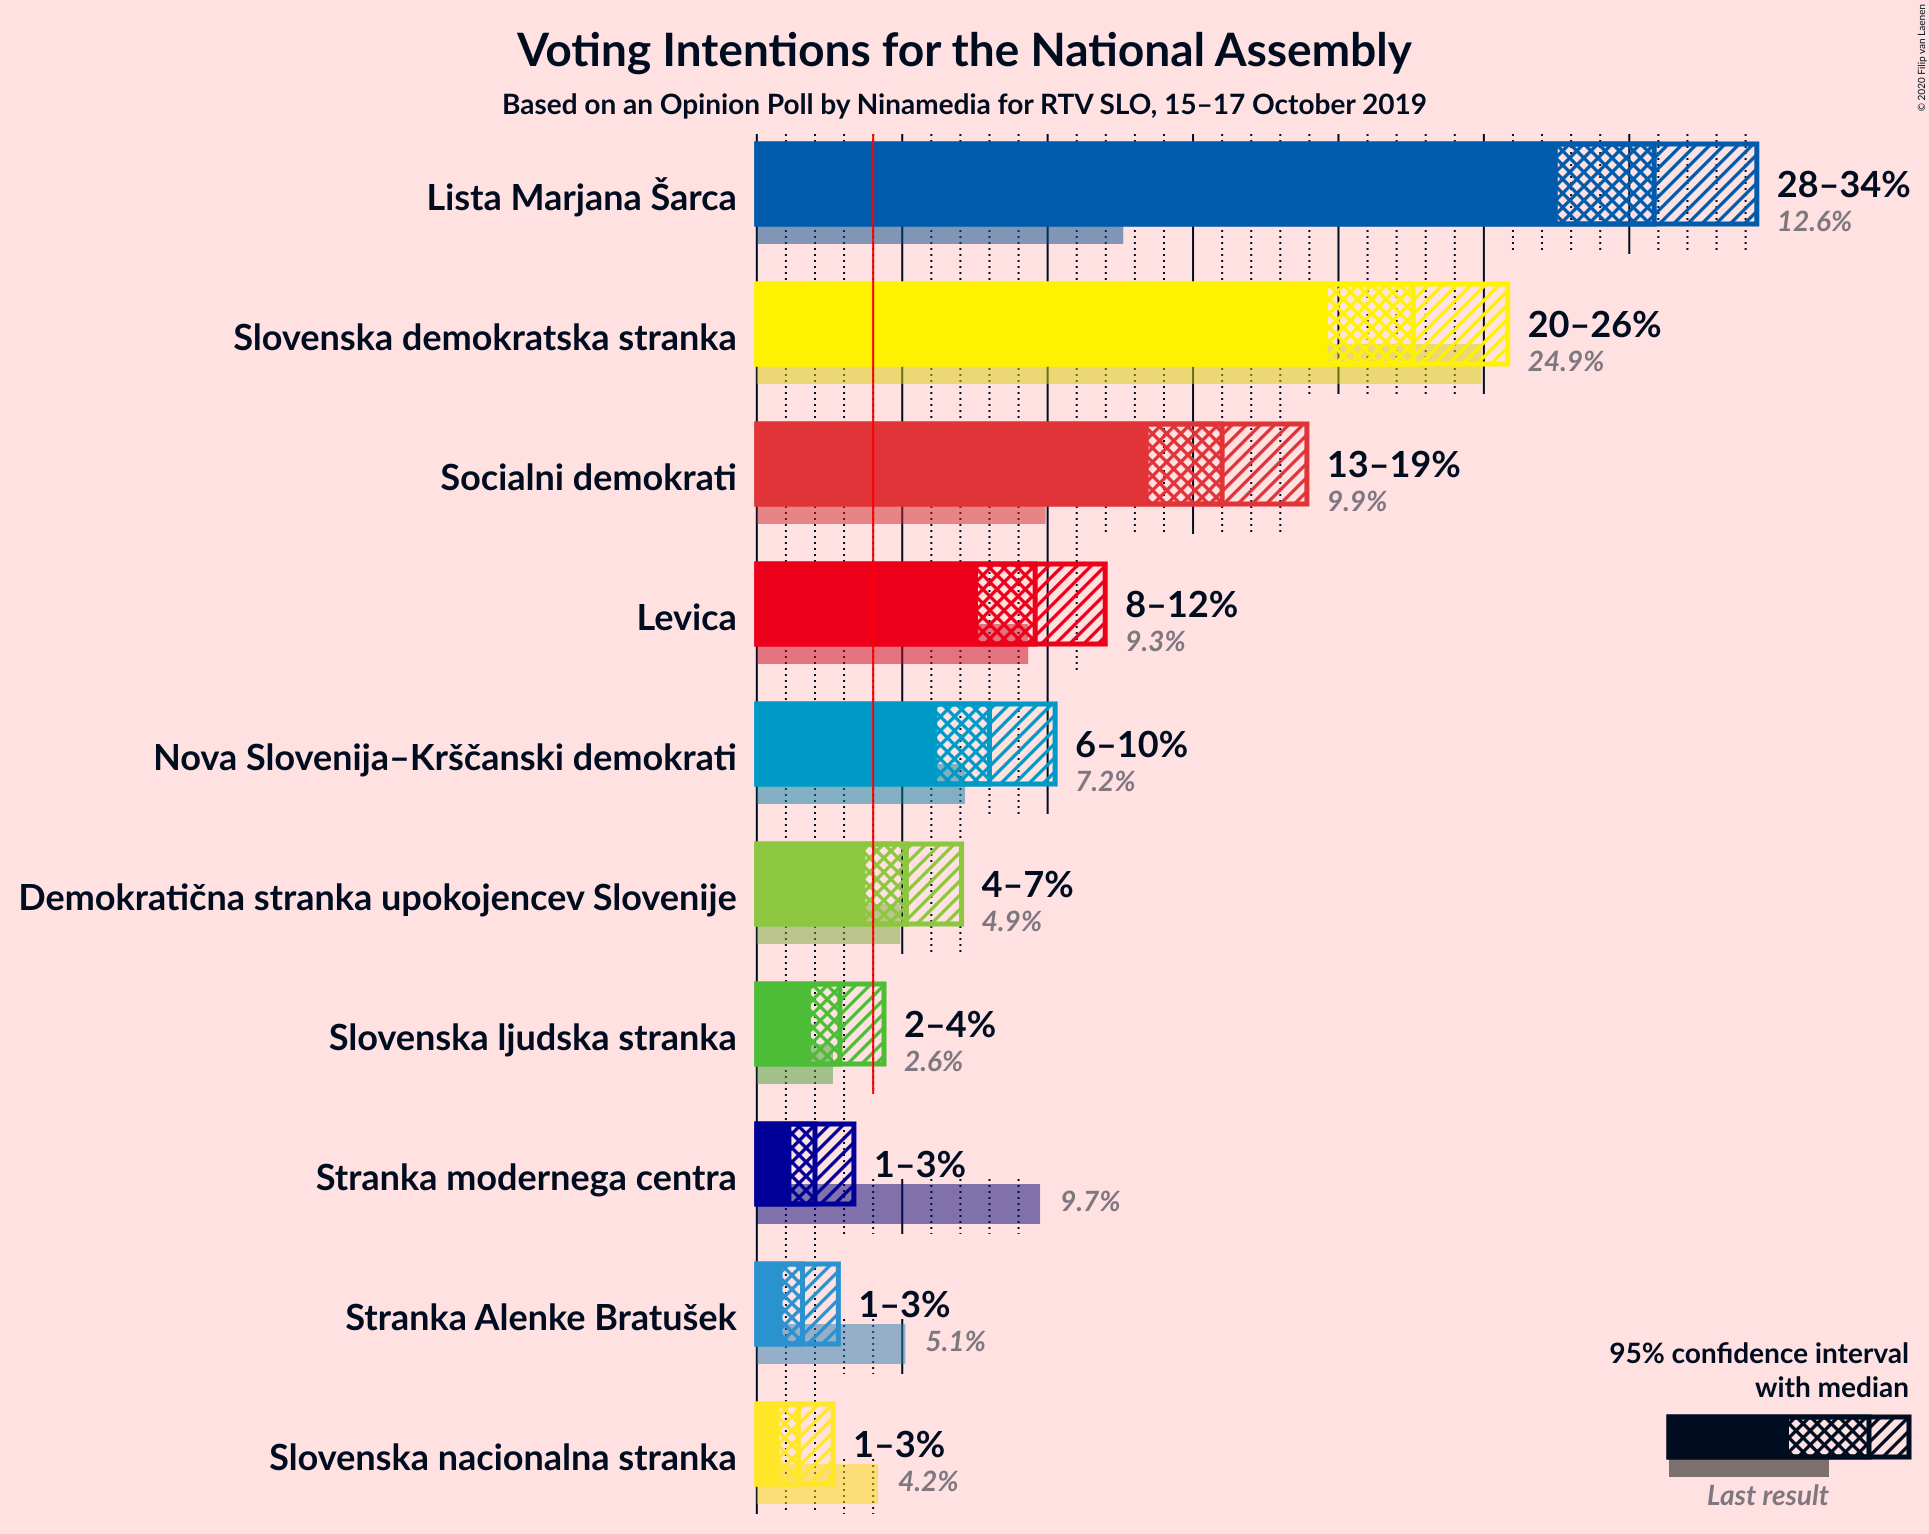 Voting Intentions for the National Assembly
Based on an Opinion Poll by Ninamedia for RTV SLO, 15–17 October 2019
© 2020 Filip van Laenen
Lista Marjana Šarca
28–34%
12.6%
Slovenska demokratska stranka
20–26%
24.9%
Socialni demokrati
13–19%
9.9%
Levica
8–12%
9.3%
Nova Slovenija–Krščanski demokrati
6–10%
7.2%
Demokratična stranka upokojencev Slovenije
4–7%
4.9%
Slovenska ljudska stranka
2–4%
2.6%
Stranka modernega centra
1–3%
9.7%
Stranka Alenke Bratušek
1–3%
5.1%
Slovenska nacionalna stranka
1–3%
4.2%
95% confidence interval
with median
Last result